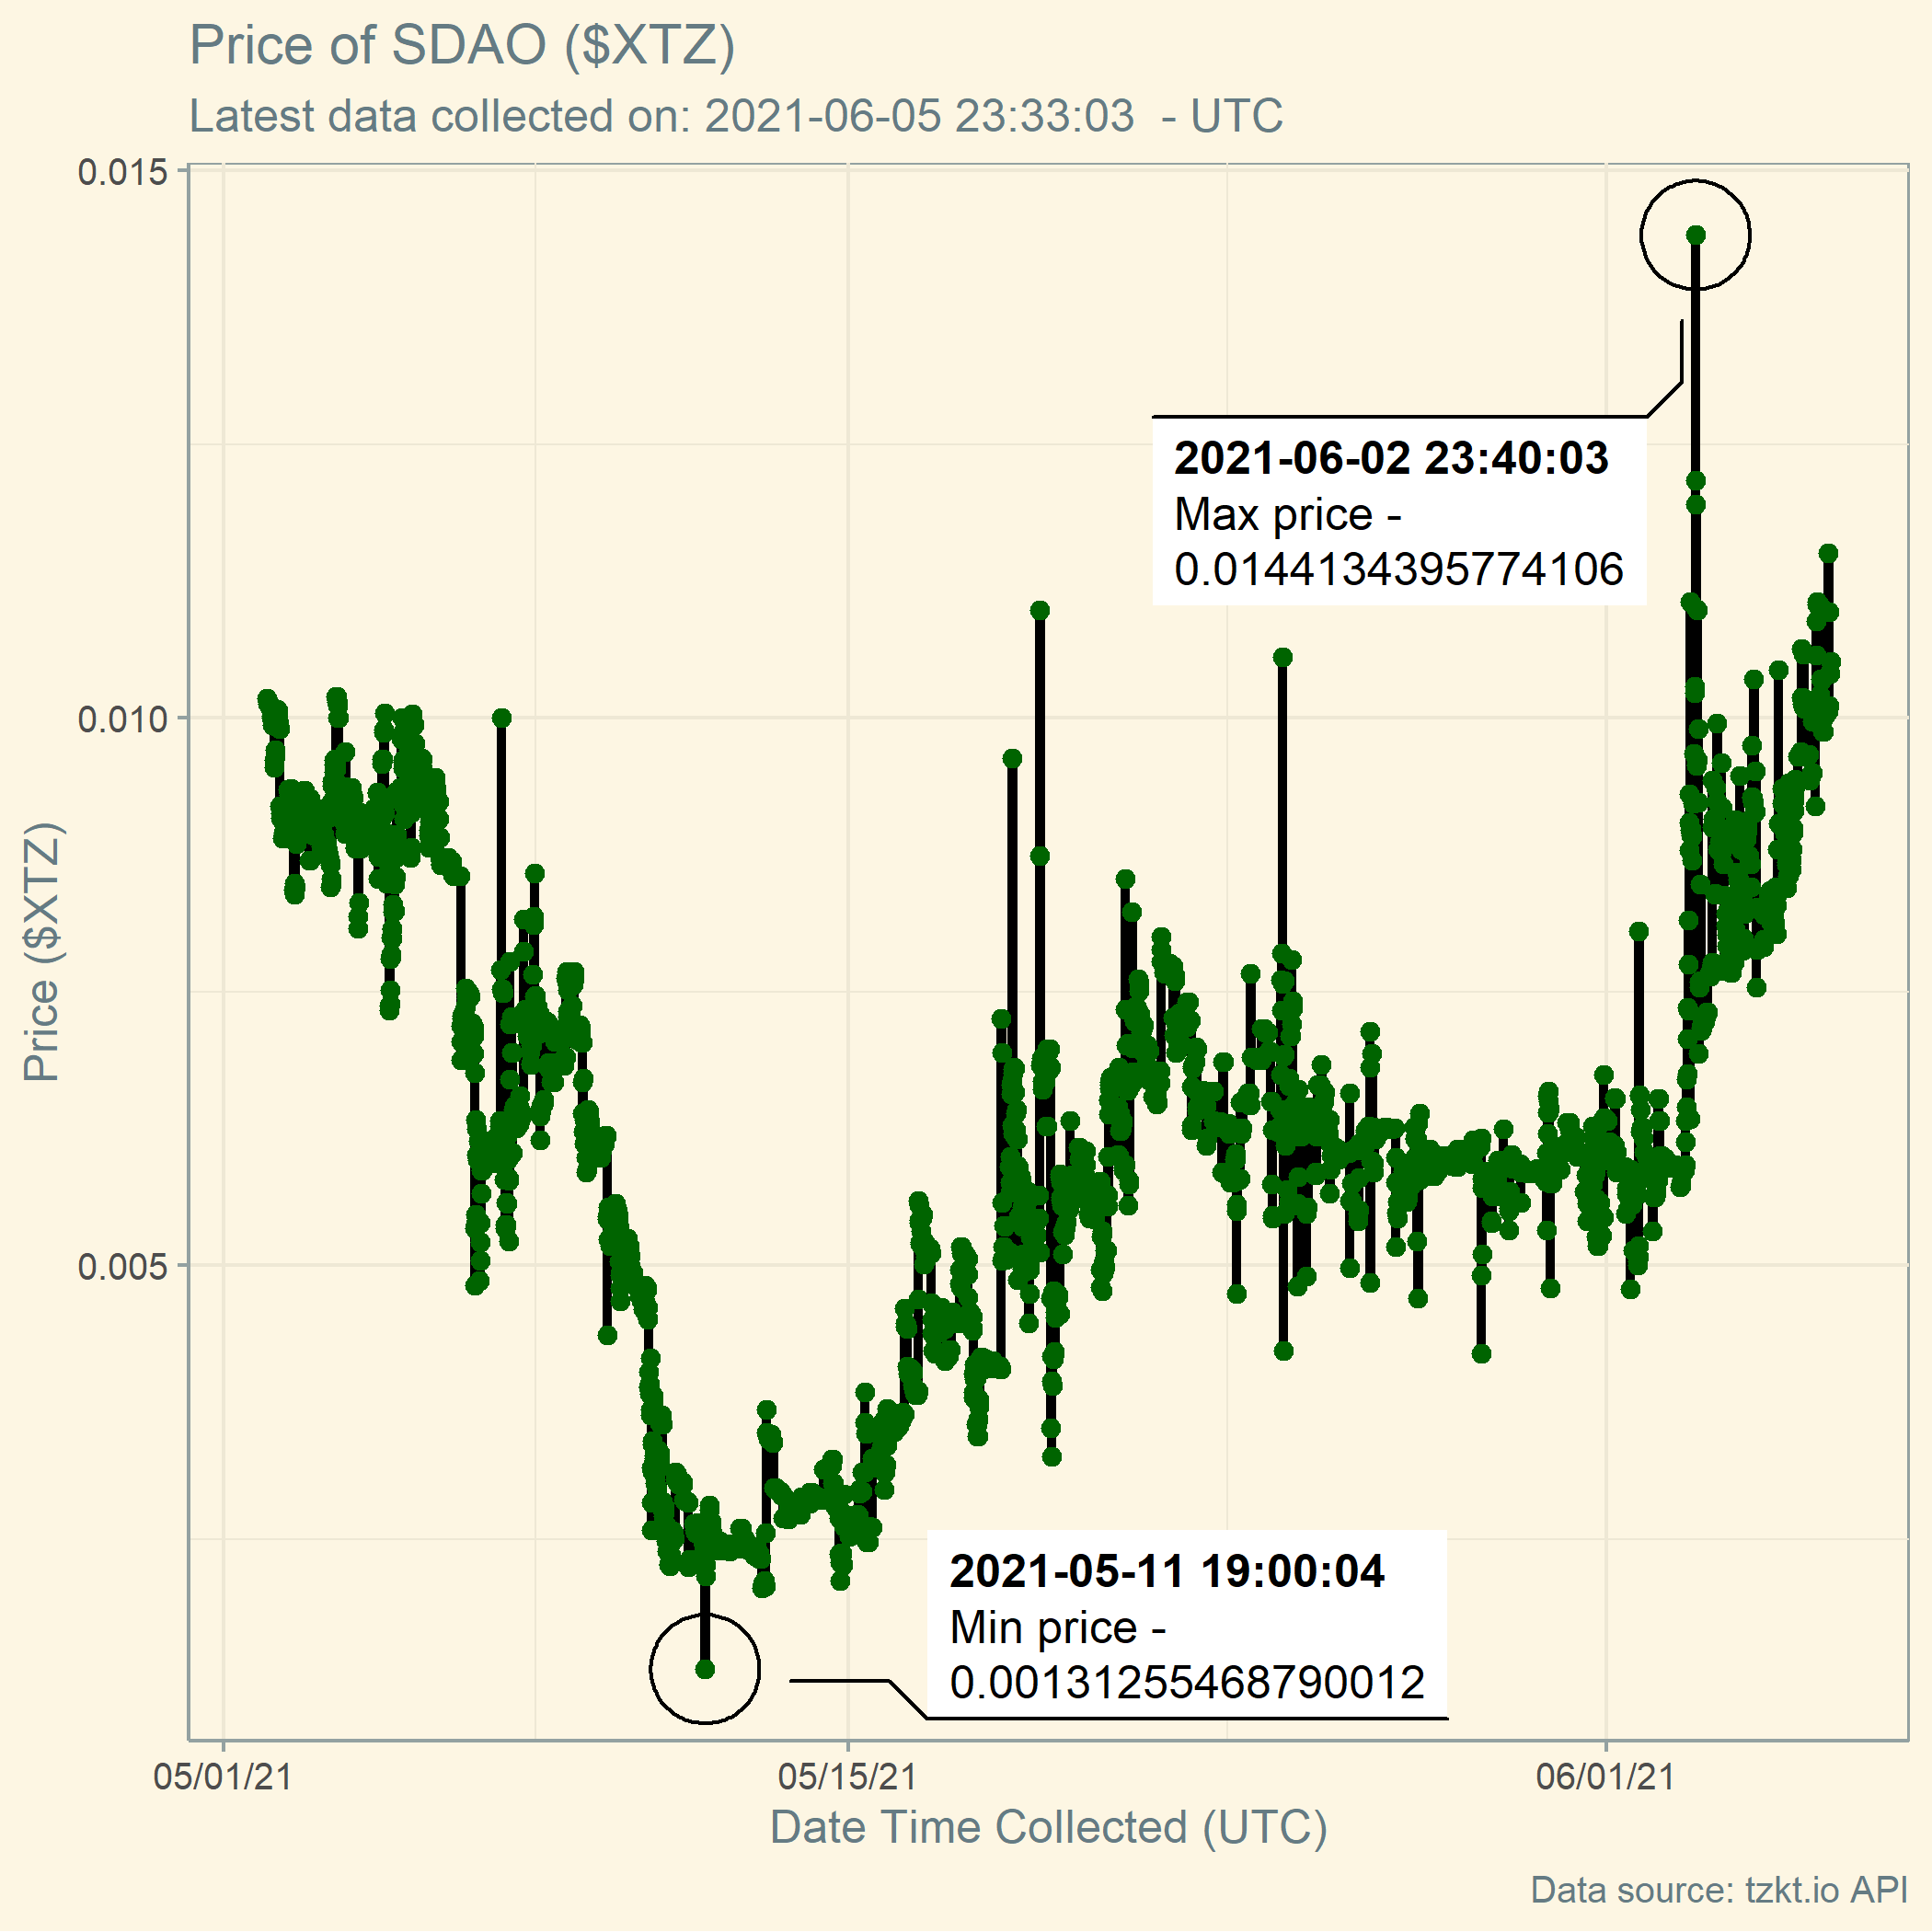 Price of SDAO ($XTZ)
Latest data collected on: 2021-06-05 23:33:03  - UTC
0.015
2021-06-02 23:40:03
Max price -
0.0144134395774106
0.010
Price ($XTZ)
0.005
2021-05-11 19:00:04
Min price -
0.00131255468790012
05/01/21
05/15/21
06/01/21
Date Time Collected (UTC)
Data source: tzkt.io API